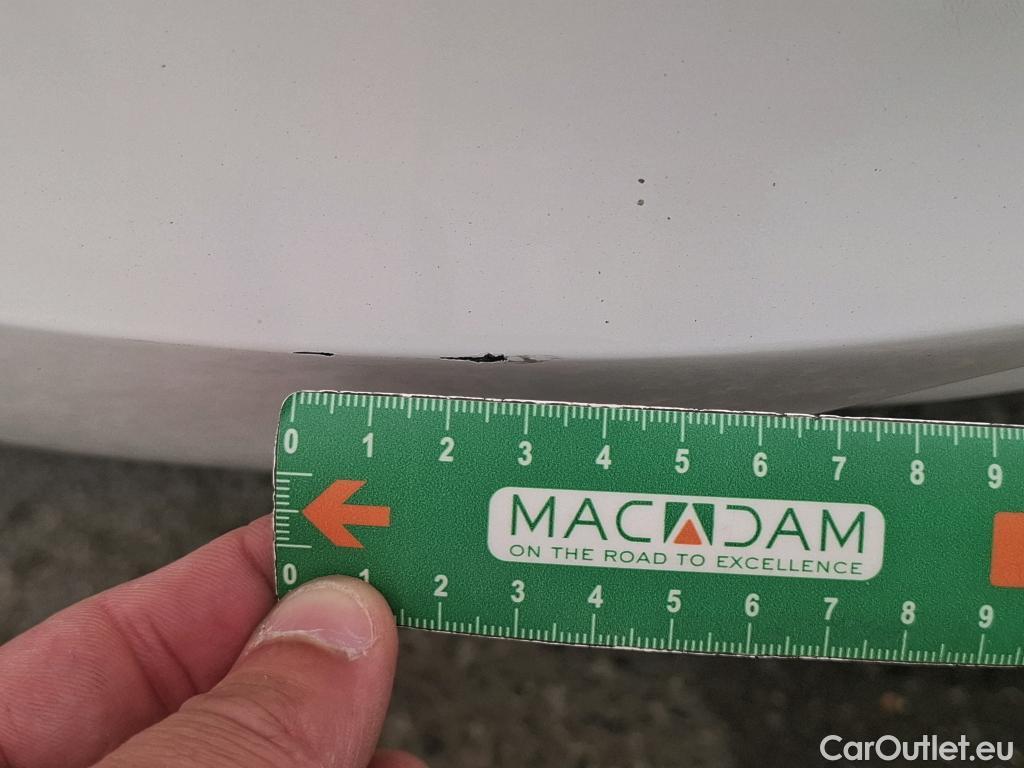 0 1 2 3 4 5 6 7 8 9
MACADAM
ON THE ROAD TO EXCELLENCE
0 1 2 3 4 5 6 7 8 9
CarOutlet.eu